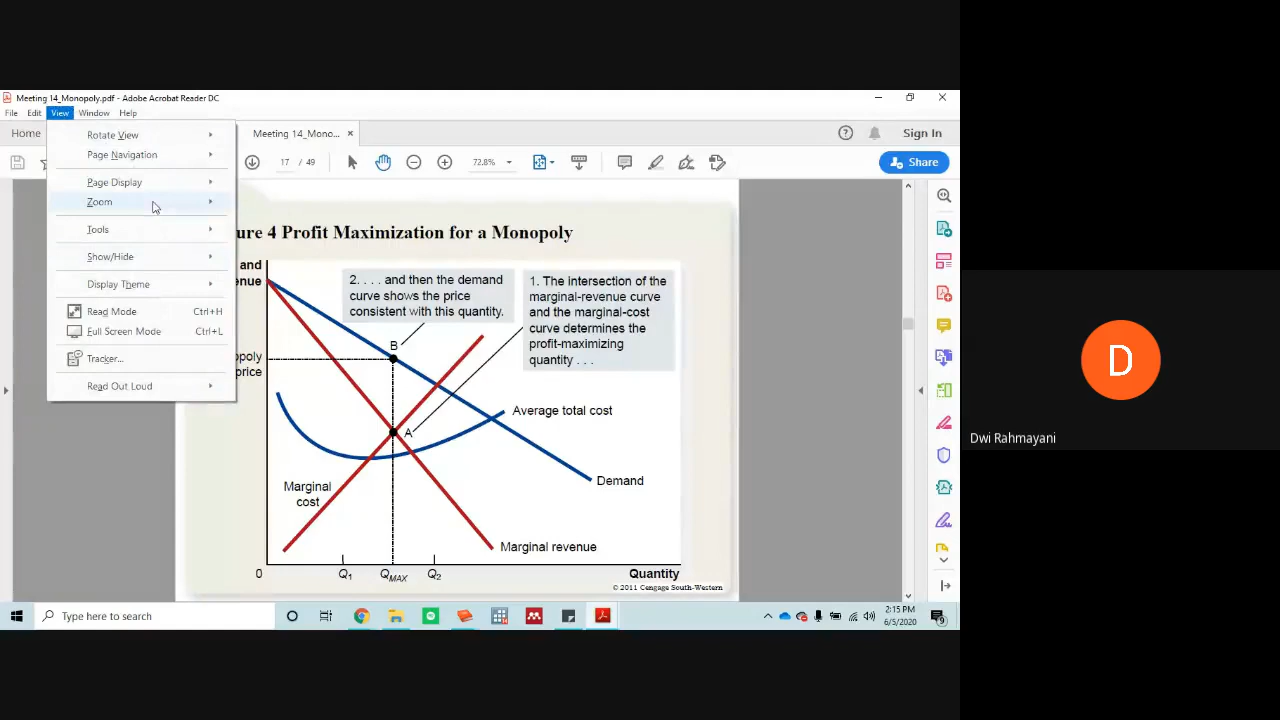 Meeting 14_Monopoly.pdf - Adobe Acrobat Reader DC
File Edit View Window Help
Home
Meeting 14_Mono... ×
Sign In
17 / 49
72.8%
Share
Rotate View
Page Navigation
Page Display
Zoom
Tools
Show/Hide
Display Theme
Read Mode Ctrl+H
Full Screen Mode Ctrl+L
Tracker...
Read Out Loud
ure 4 Profit Maximization for a Monopoly
and
nue
2. . . . and then the demand
curve shows the price
consistent with this quantity.
1. The intersection of the
marginal-revenue curve
and the marginal-cost
curve determines the
profit-maximizing
quantity . . .
B
opoly
price
Average total cost
A
Demand
Marginal
cost
Marginal revenue
0 Q1 QMAX Q2 Quantity
© 2011 Cengage South-Western
D
Dwi Rahmayani
Type here to search
2:15 PM
6/5/2020
9